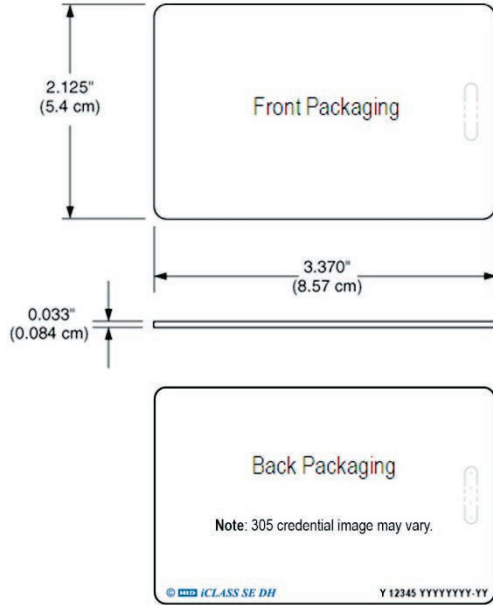 2.125"
(5.4 cm)
Front Packaging
3.370"
(8.57 cm)
0.033"
(0.084 cm)
Back Packaging
Note: 305 credential image may vary.
© HID iCLASS SE DH
Y 12345 YYYYYYYY-YY